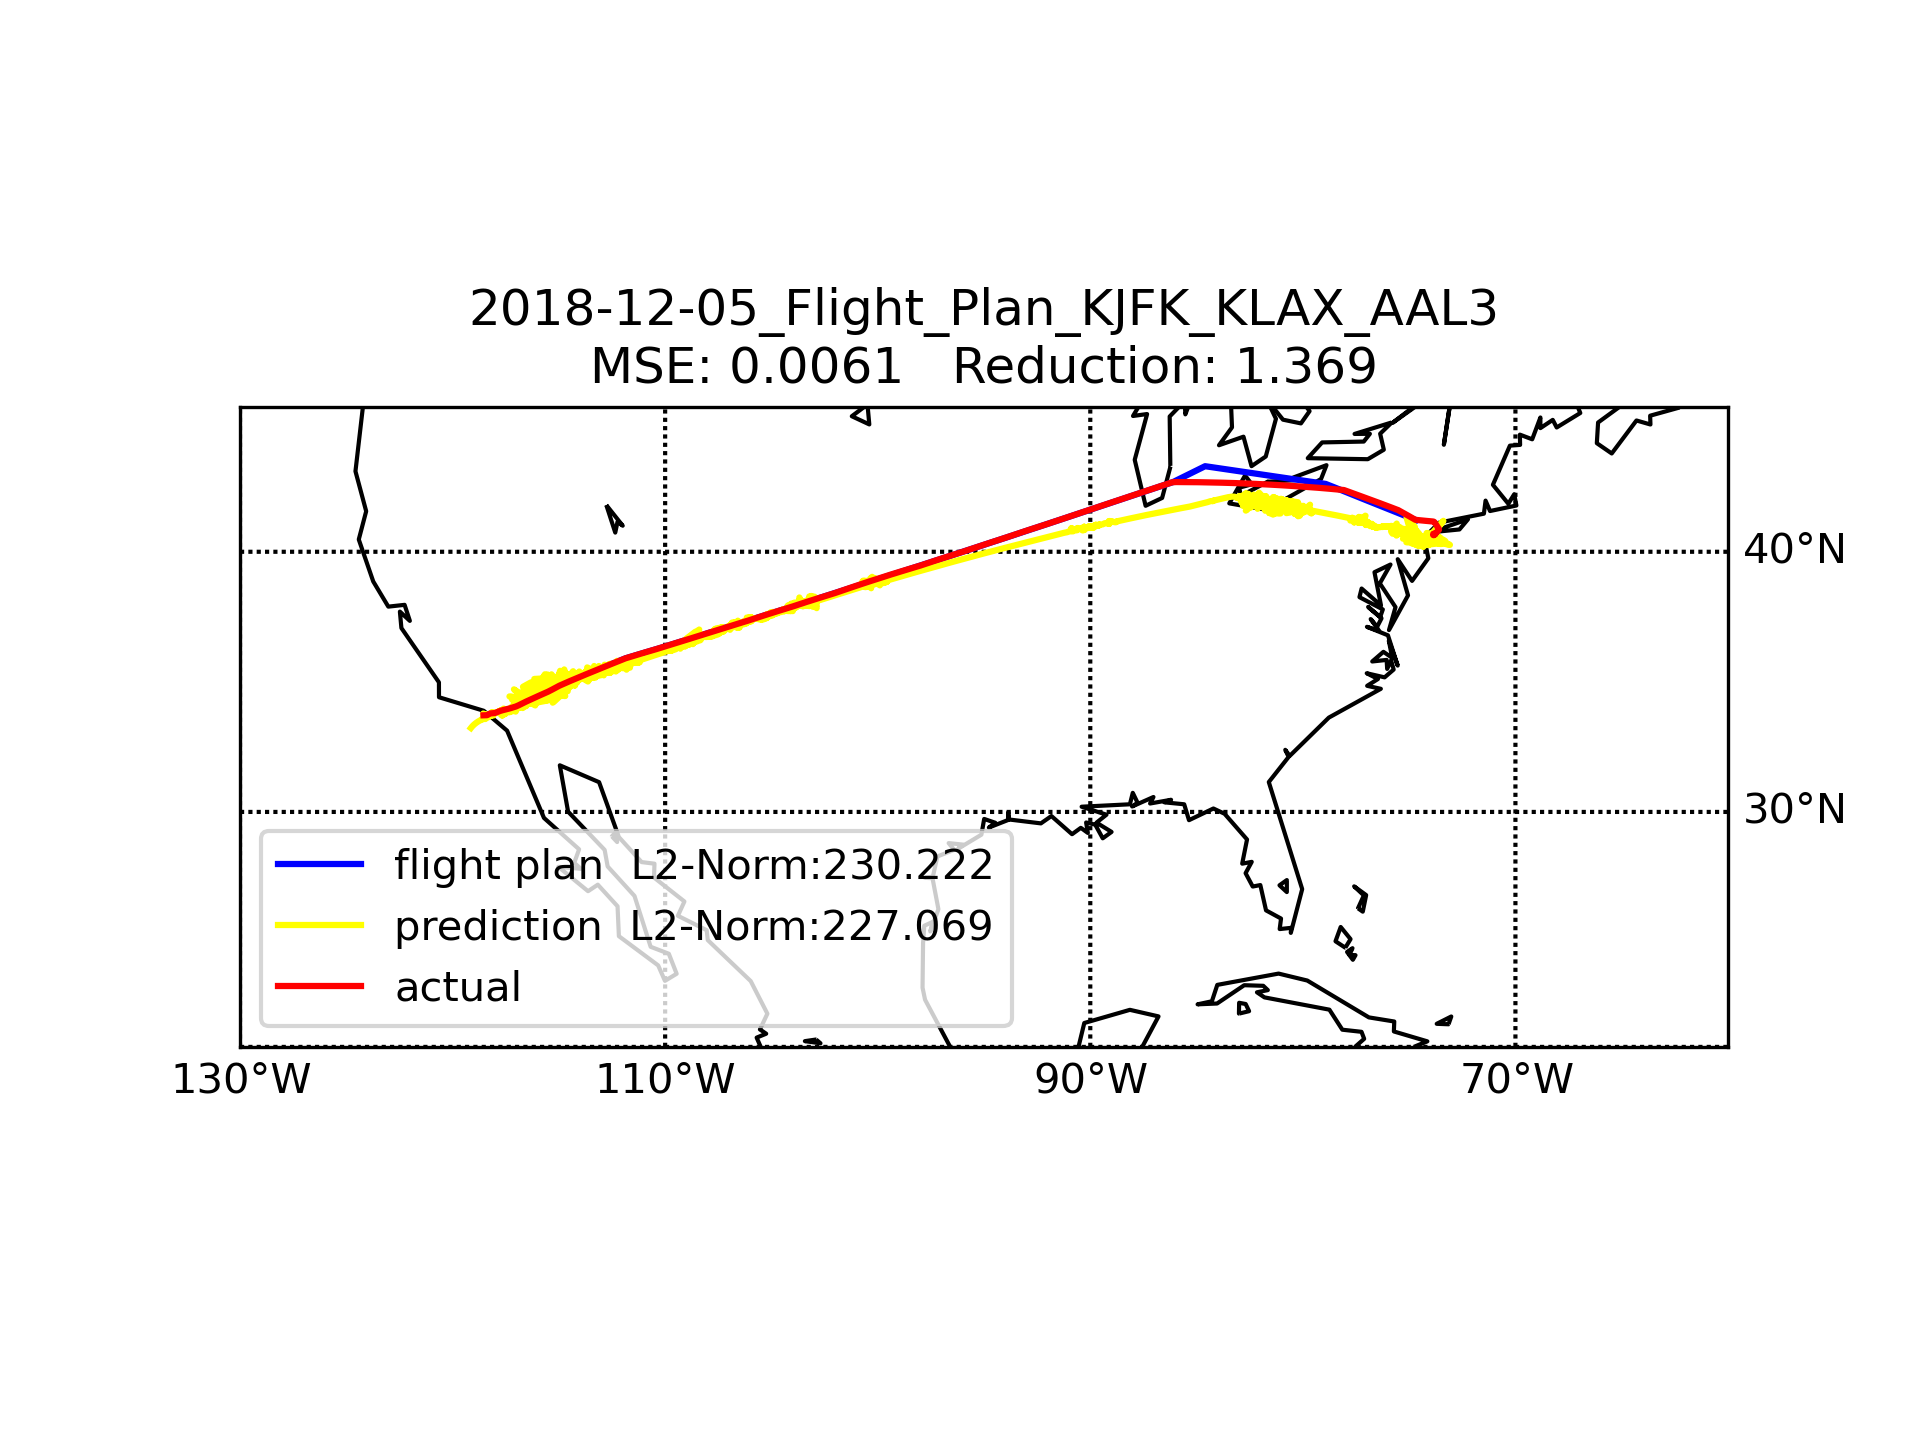 2018-12-05_Flight_Plan_KJFK_KLAX_AAL3
MSE: 0.0061   Reduction: 1.369
40°N
30°N
flight plan  L2-Norm:230.222
prediction  L2-Norm:227.069
actual
130°W 110°W 90°W 70°W